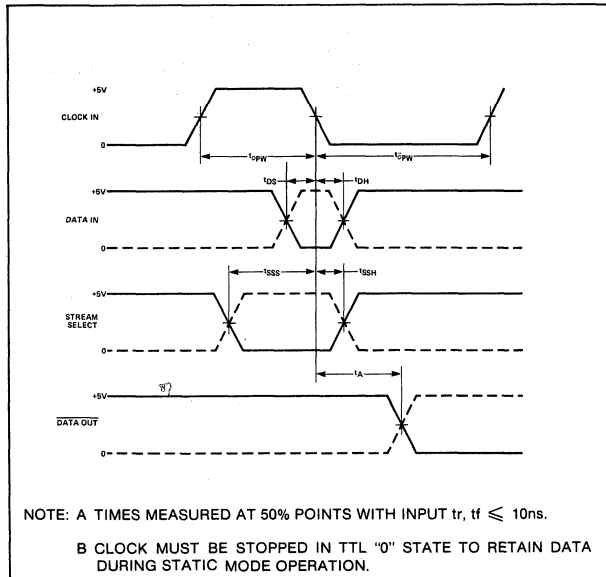 +5V
CLOCK IN
0
tφPW
tφ̅PW
tDS
tDH
+5V
DATA IN
0
tSSS
tSSH
+5V
STREAM
SELECT
0
tA
+5V
DATA OUT
0
NOTE: A TIMES MEASURED AT 50% POINTS WITH INPUT tr, tf ⩽ 10ns.
B CLOCK MUST BE STOPPED IN TTL "0" STATE TO RETAIN DATA
DURING STATIC MODE OPERATION.